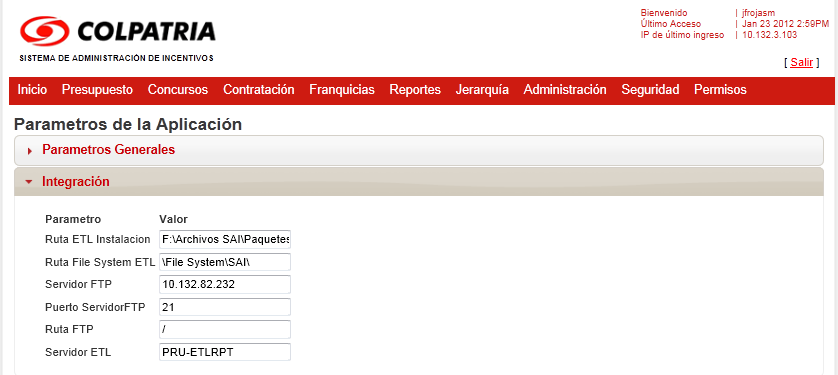 COLPATRIA
SISTEMA DE ADMINISTRACIÓN DE INCENTIVOS
Bienvenido | jfrojasm
Último Acceso | Jan 23 2012 2:59PM
IP de último ingreso | 10.132.3.103
[ Salir ]
Inicio Presupuesto Concursos Contratación Franquicias Reportes Jerarquía Administración Seguridad Permisos
Parametros de la Aplicación
Parametros Generales
Integración
Parametro Valor
Ruta ETL Instalacion F:\Archivos SAI\Paquetes
Ruta File System ETL \File System\SAI\
Servidor FTP 10.132.82.232
Puerto ServidorFTP 21
Ruta FTP /
Servidor ETL PRU-ETLRPT